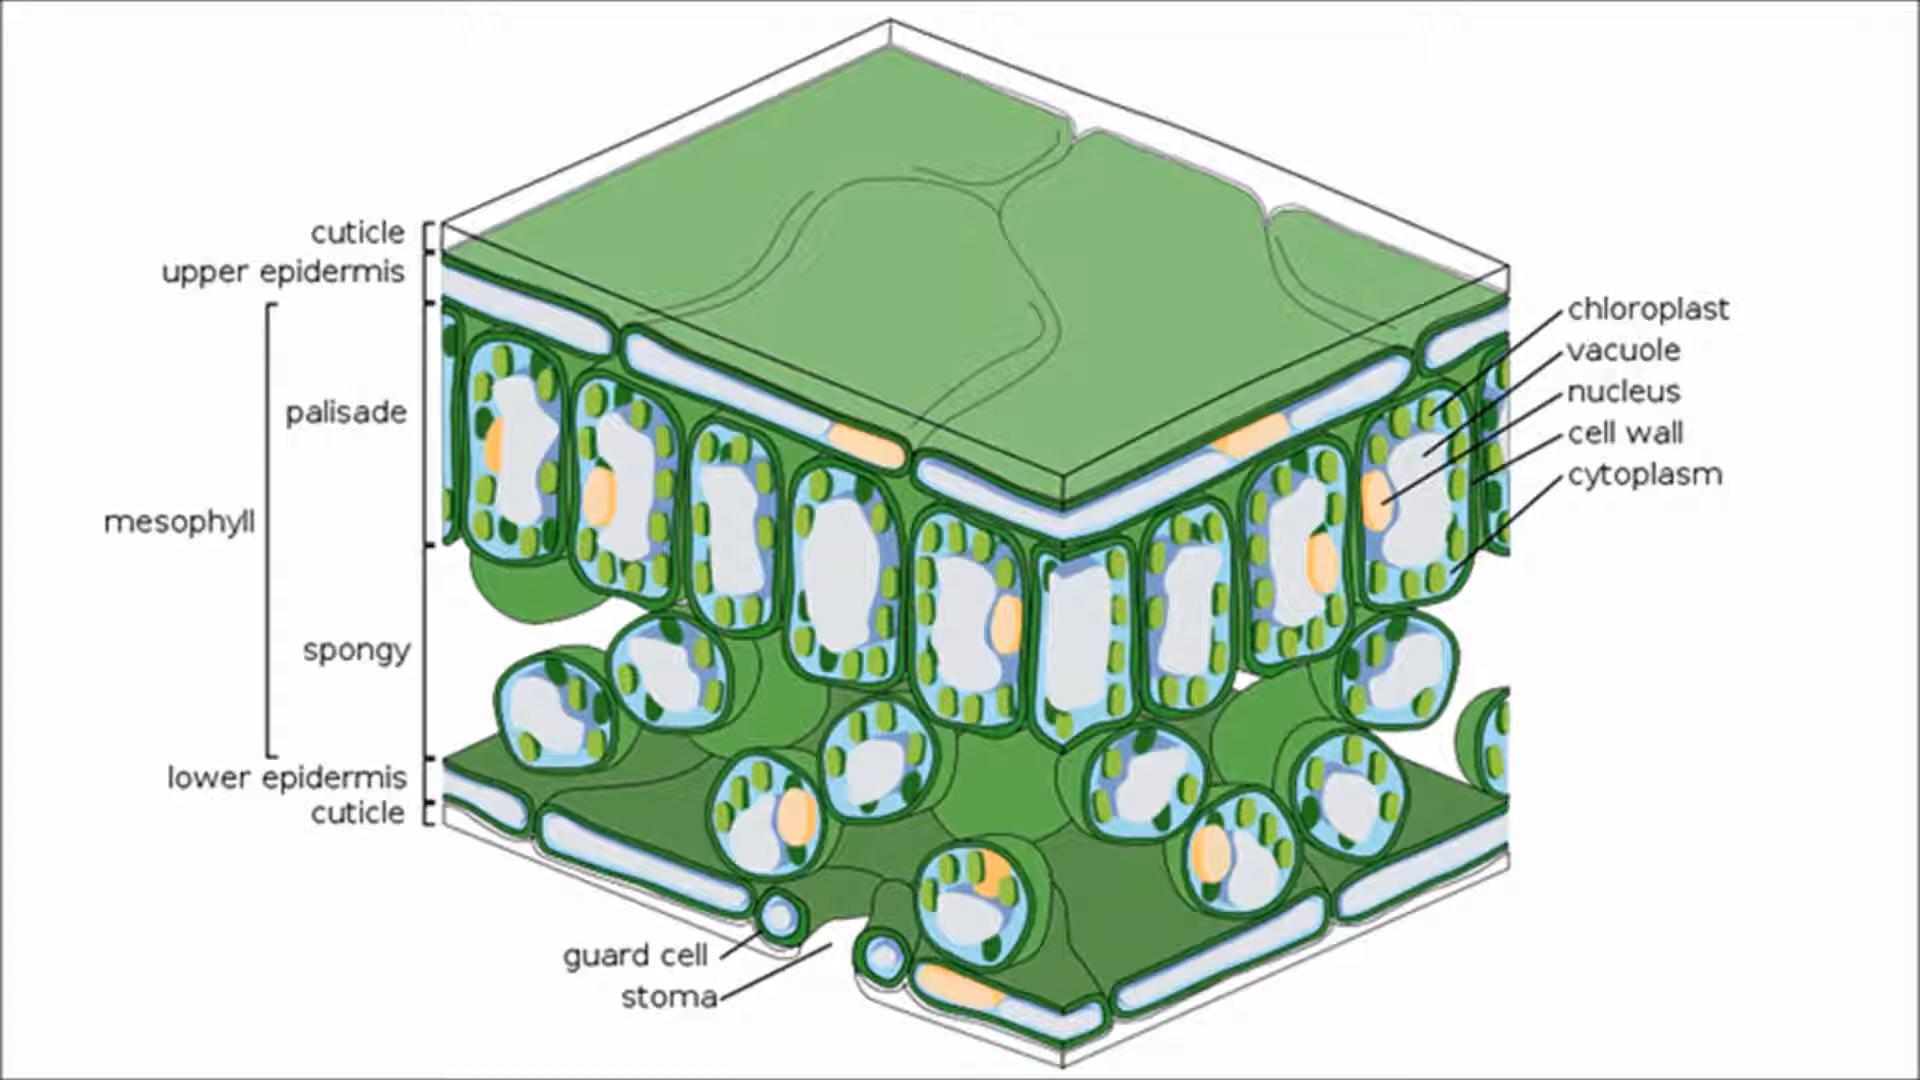 cuticle
upper epidermis
palisade
mesophyll
spongy
lower epidermis
cuticle
guard cell
stoma
chloroplast
vacuole
nucleus
cell wall
cytoplasm